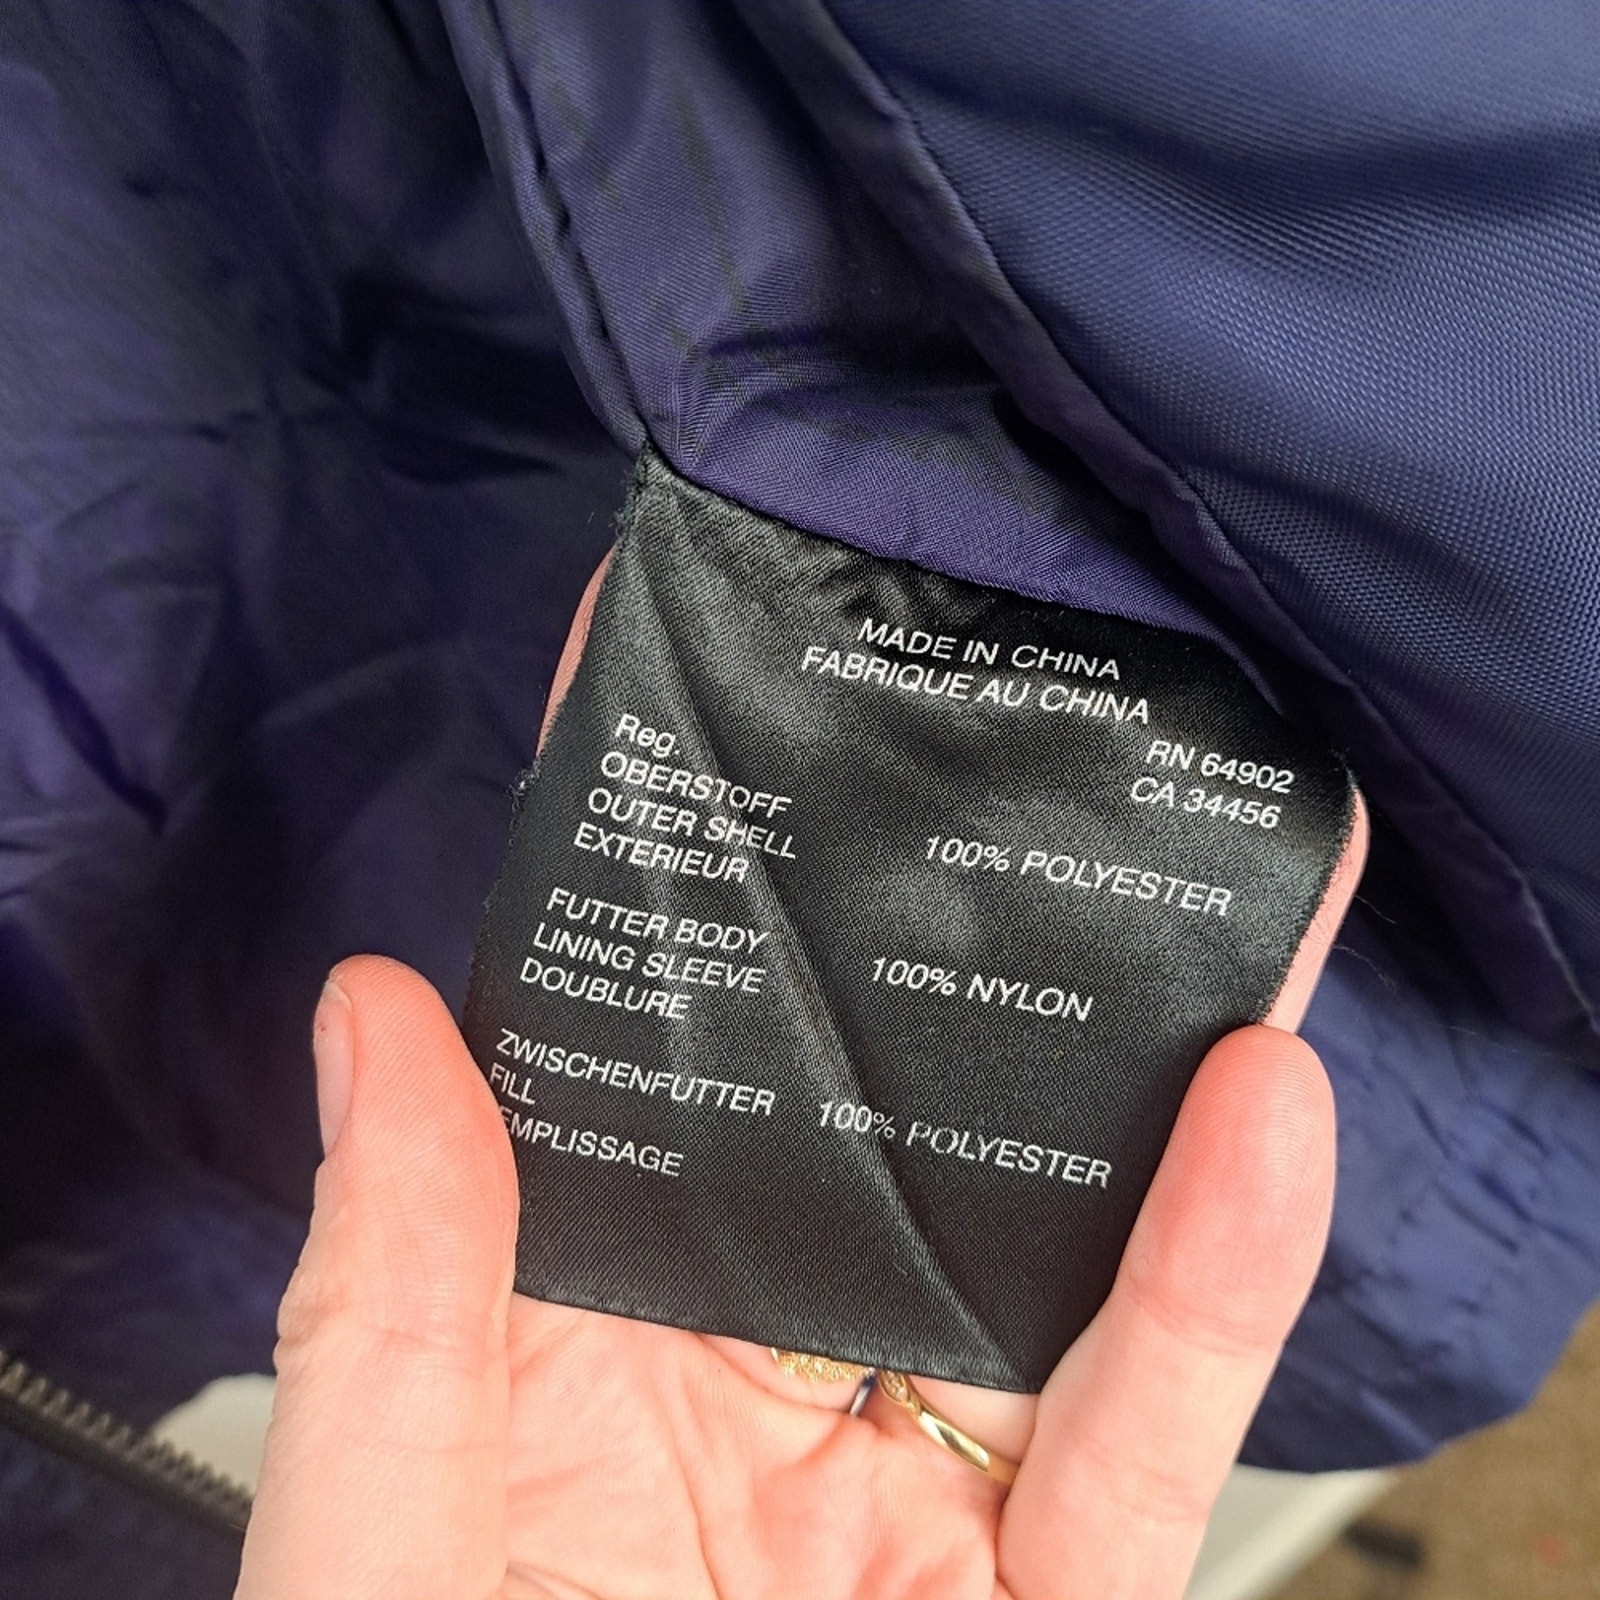 MADE IN CHINA
FABRIQUE AU CHINA
RN 64902
CA 34456
Reg.
OBERSTOFF
OUTER SHELL
EXTERIEUR
100% POLYESTER
FUTTER BODY
LINING SLEEVE
DOUBLURE
100% NYLON
ZWISCHENFUTTER
FILL
EMPLISSAGE
100% POLYESTER